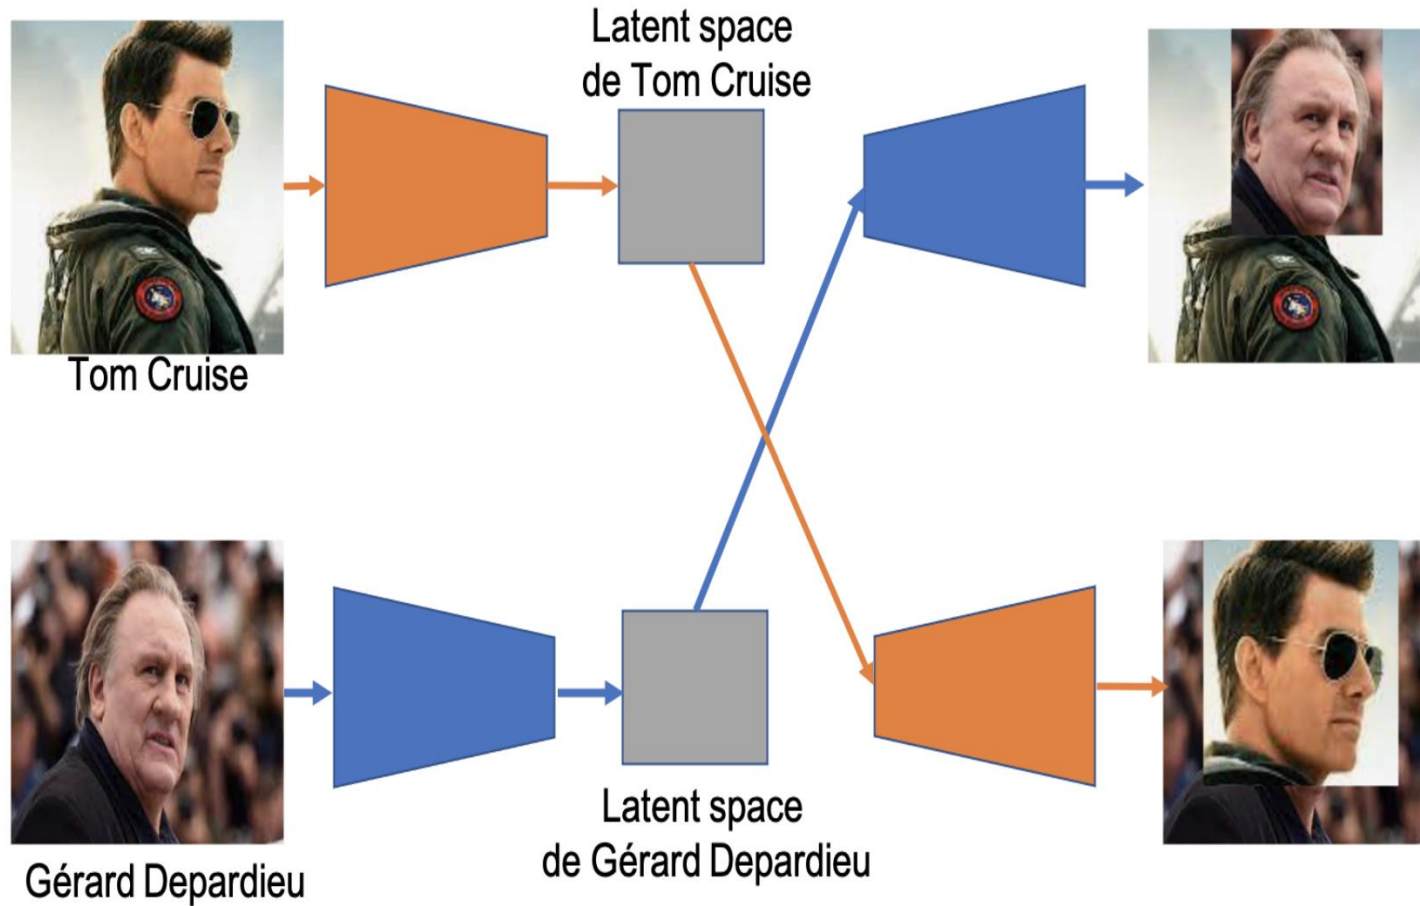 Latent space
de Tom Cruise
Tom Cruise
Latent space
de Gérard Depardieu
Gérard Depardieu